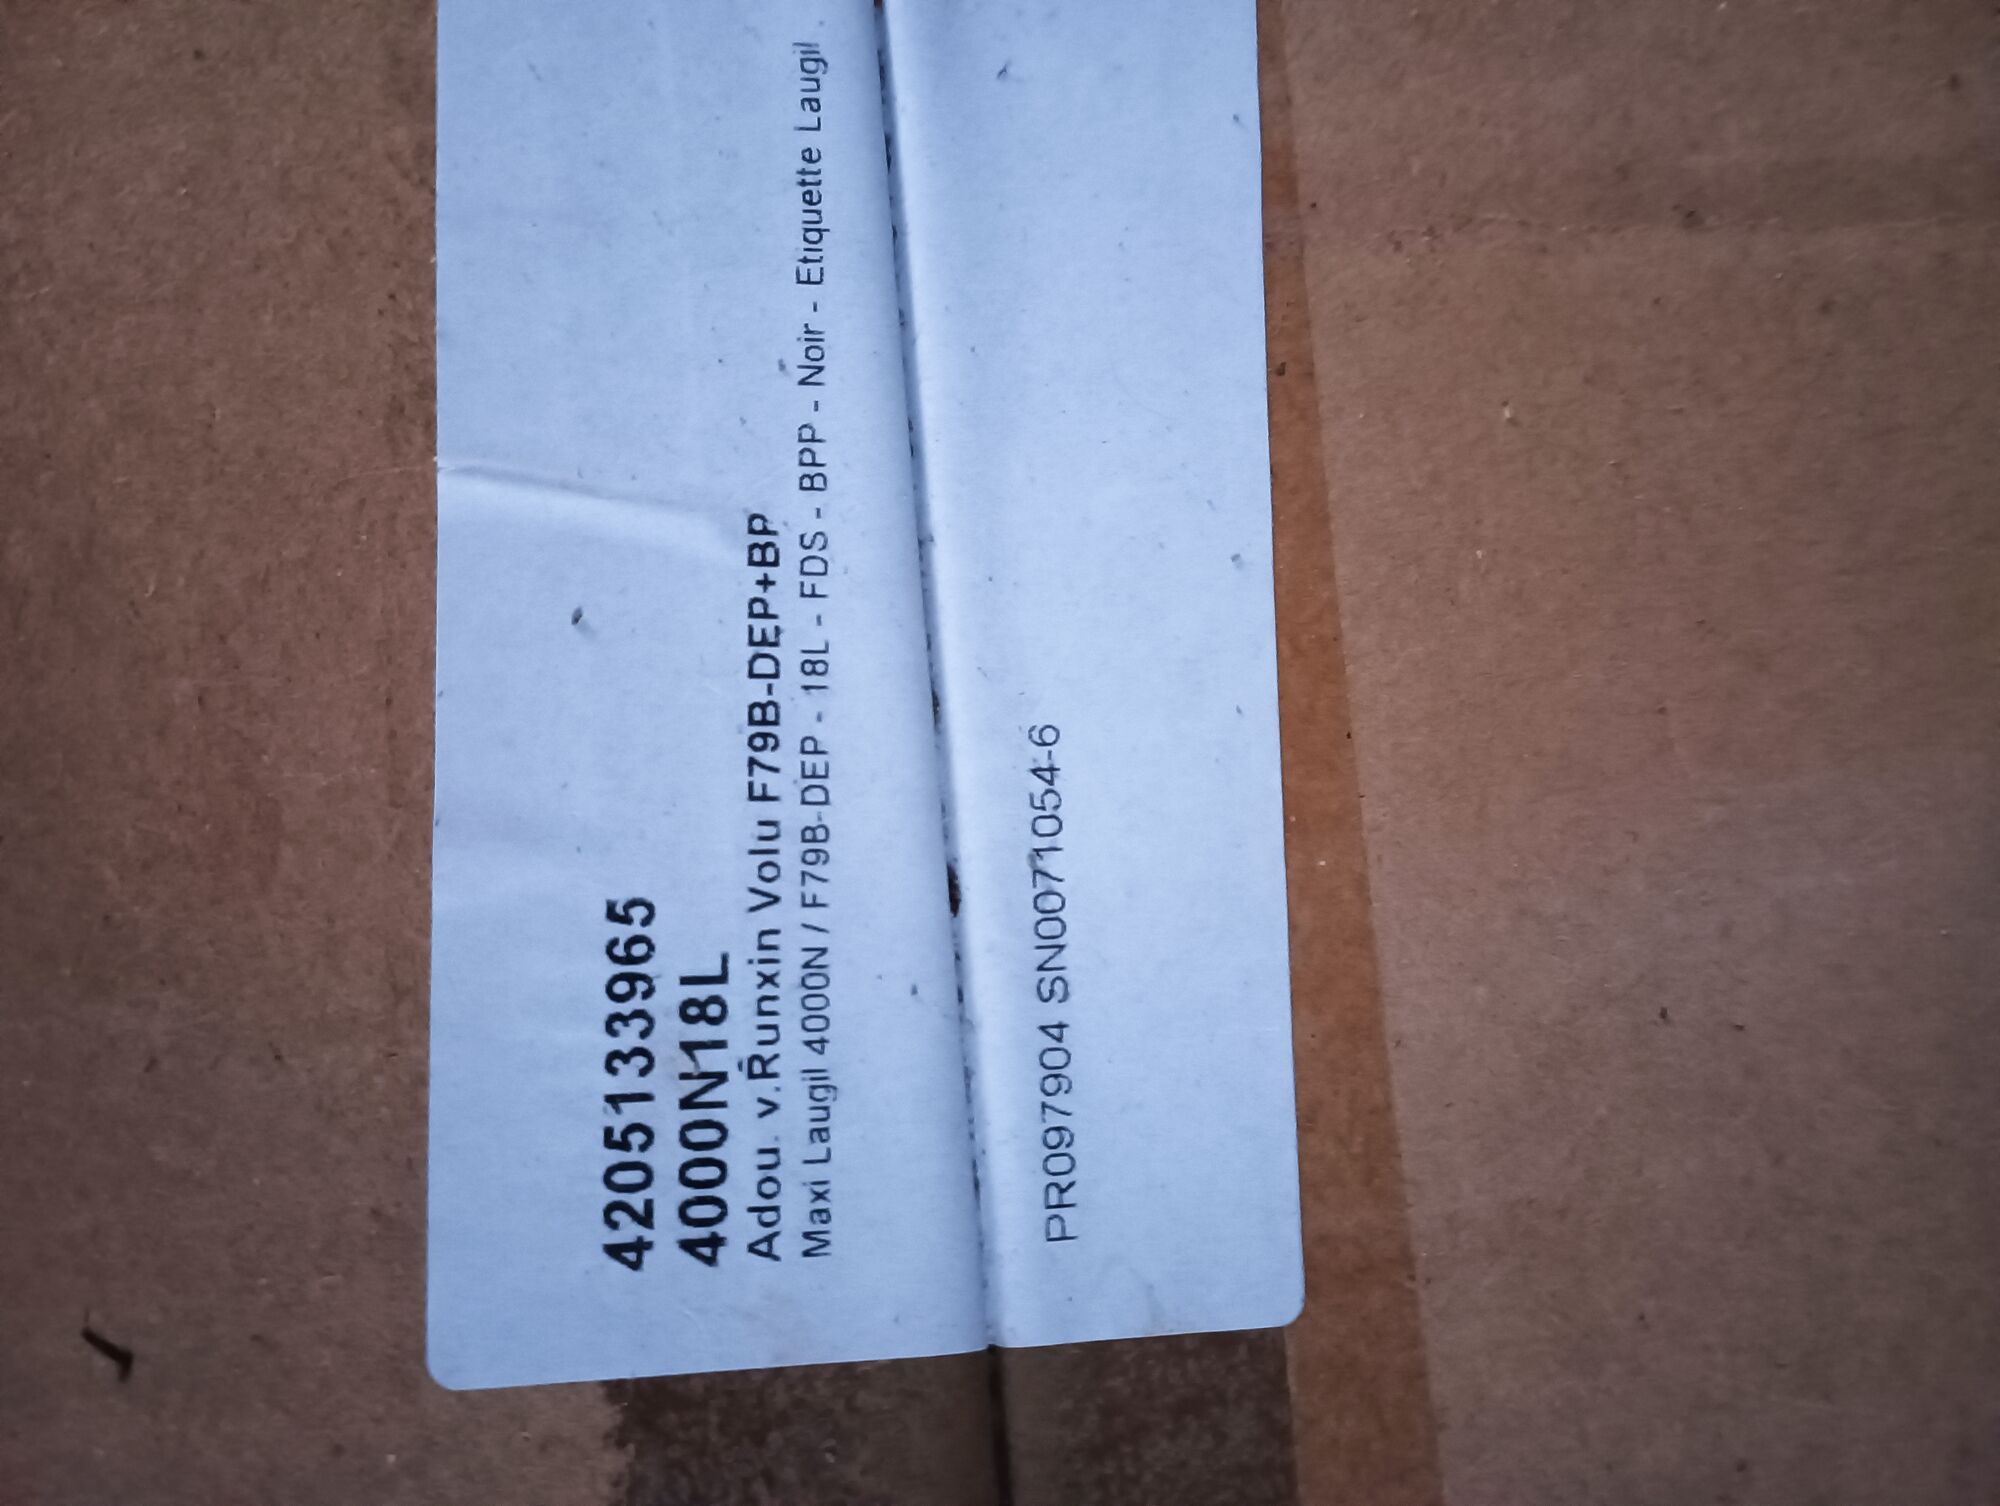 4205133965
4000N18L
Adou. v.Runxin Volu F79B-DEP+BP
Maxi Laugil 4000N / F79B-DEP - 18L - FDS - BPP - Noir - Etiquette Laugil
PR097904 SN0071054-6